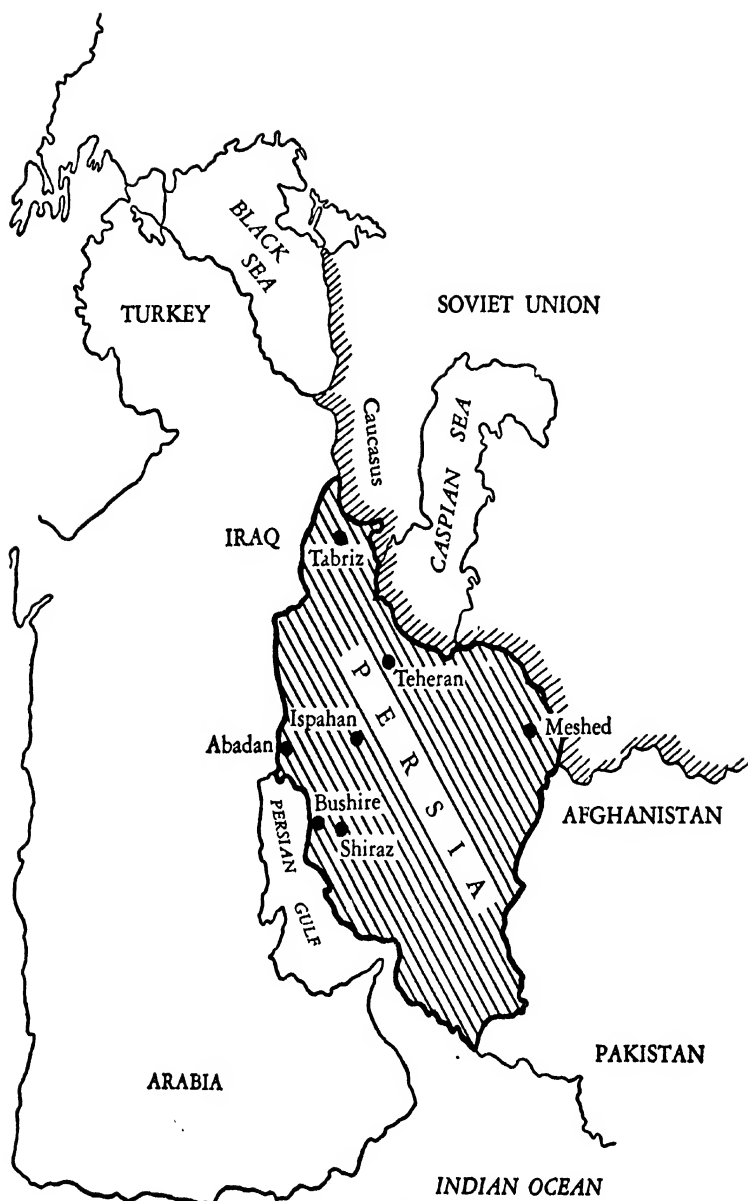 BLACK
SEA
TURKEY
SOVIET UNION
Caucasus
CASPIAN SEA
IRAQ
Tabriz
PERSIA
Teheran
Ispahan
Meshed
Abadan
Bushire
AFGHANISTAN
Shiraz
PERSIAN
GULF
PAKISTAN
ARABIA
INDIAN OCEAN